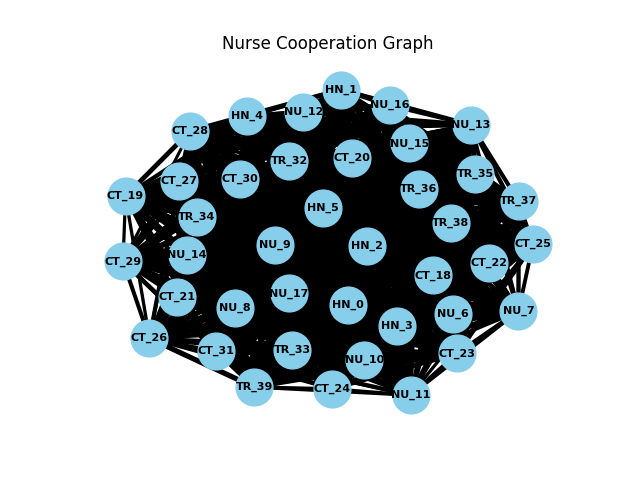 Nurse Cooperation Graph
HN_1
NU_16
HN_4
NU_12
NU_13
CT_28
NU_15
CT_20
TR_32
TR_35
CT_30
CT_27
TR_36
CT_19
TR_37
HN_5
TR_34
TR_38
CT_25
NU_9
HN_2
NU_14
CT_29
CT_22
CT_18
NU_17
CT_21
HN_0
NU_8
NU_7
NU_6
HN_3
CT_26
TR_33
CT_31
CT_23
NU_10
TR_39
CT_24
NU_11